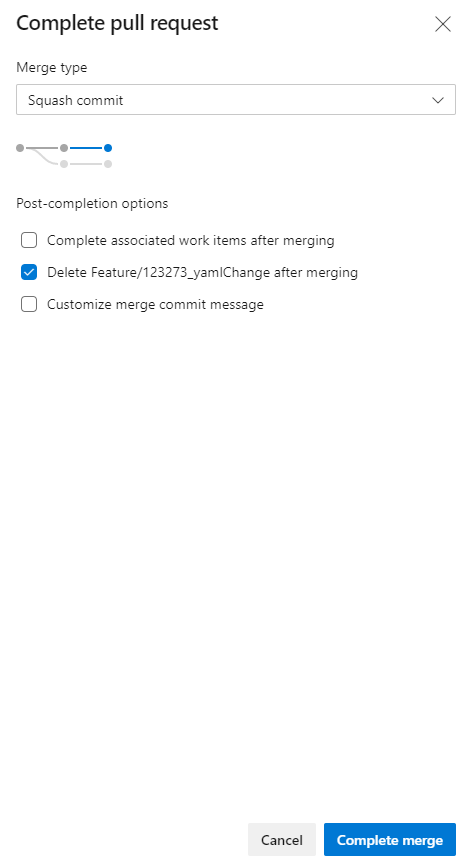 Complete pull request
Merge type
Squash commit
Post-completion options
Complete associated work items after merging
Delete Feature/123273_yamlChange after merging
Customize merge commit message
Cancel
Complete merge